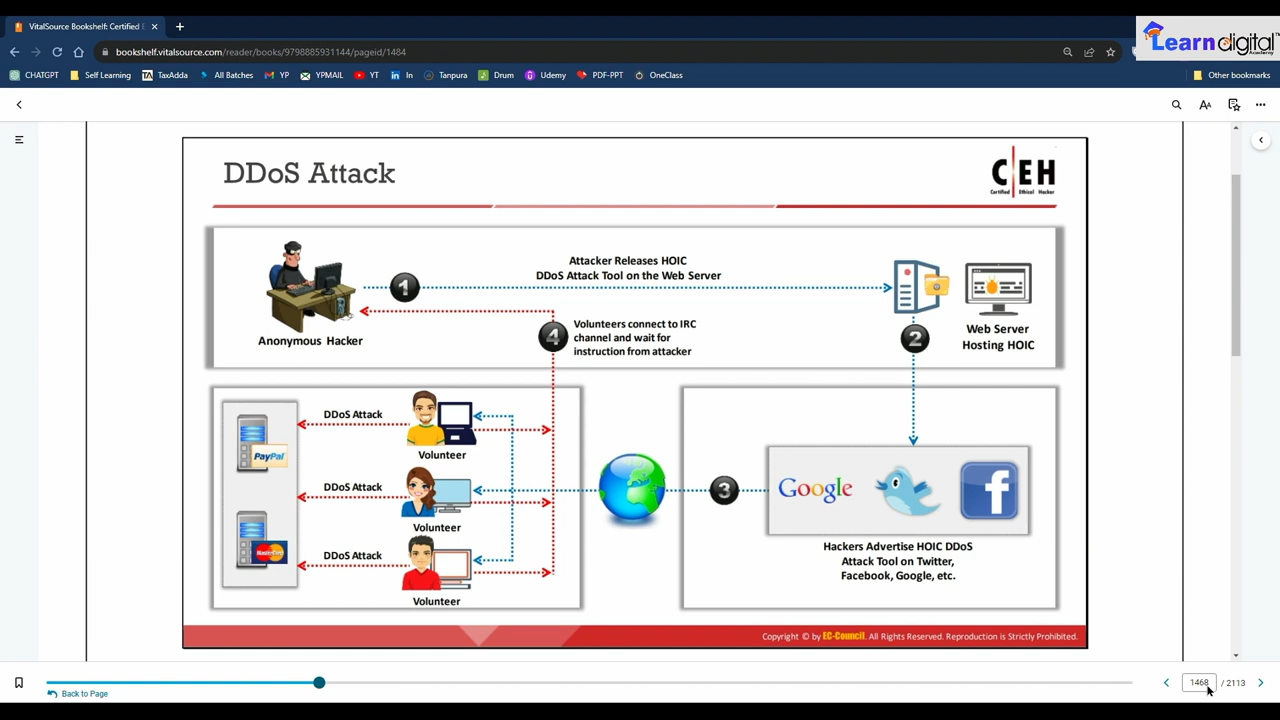 VitalSource Bookshelf: Certified
Learn digital
Academy
bookshelf.vitalsource.com/reader/books/9798885931144/pageid/1484
CHATGPT
Self Learning
TaxAdda
All Batches
YP
YPMAIL
YT
In
Tanpura
Drum
Udemy
PDF-PPT
OneClass
Other bookmarks
DDoS Attack
CEH
Certified Ethical Hacker
Attacker Releases HOIC
DDoS Attack Tool on the Web Server
1
Anonymous Hacker
4
Volunteers connect to IRC
channel and wait for
instruction from attacker
2
Web Server
Hosting HOIC
DDoS Attack
Volunteer
PayPal
DDoS Attack
Volunteer
DDoS Attack
MasterCard
Volunteer
3
Google
f
Hackers Advertise HOIC DDoS
Attack Tool on Twitter,
Facebook, Google, etc.
Copyright © by EC-Council. All Rights Reserved. Reproduction is Strictly Prohibited.
Back to Page
1468 / 2113